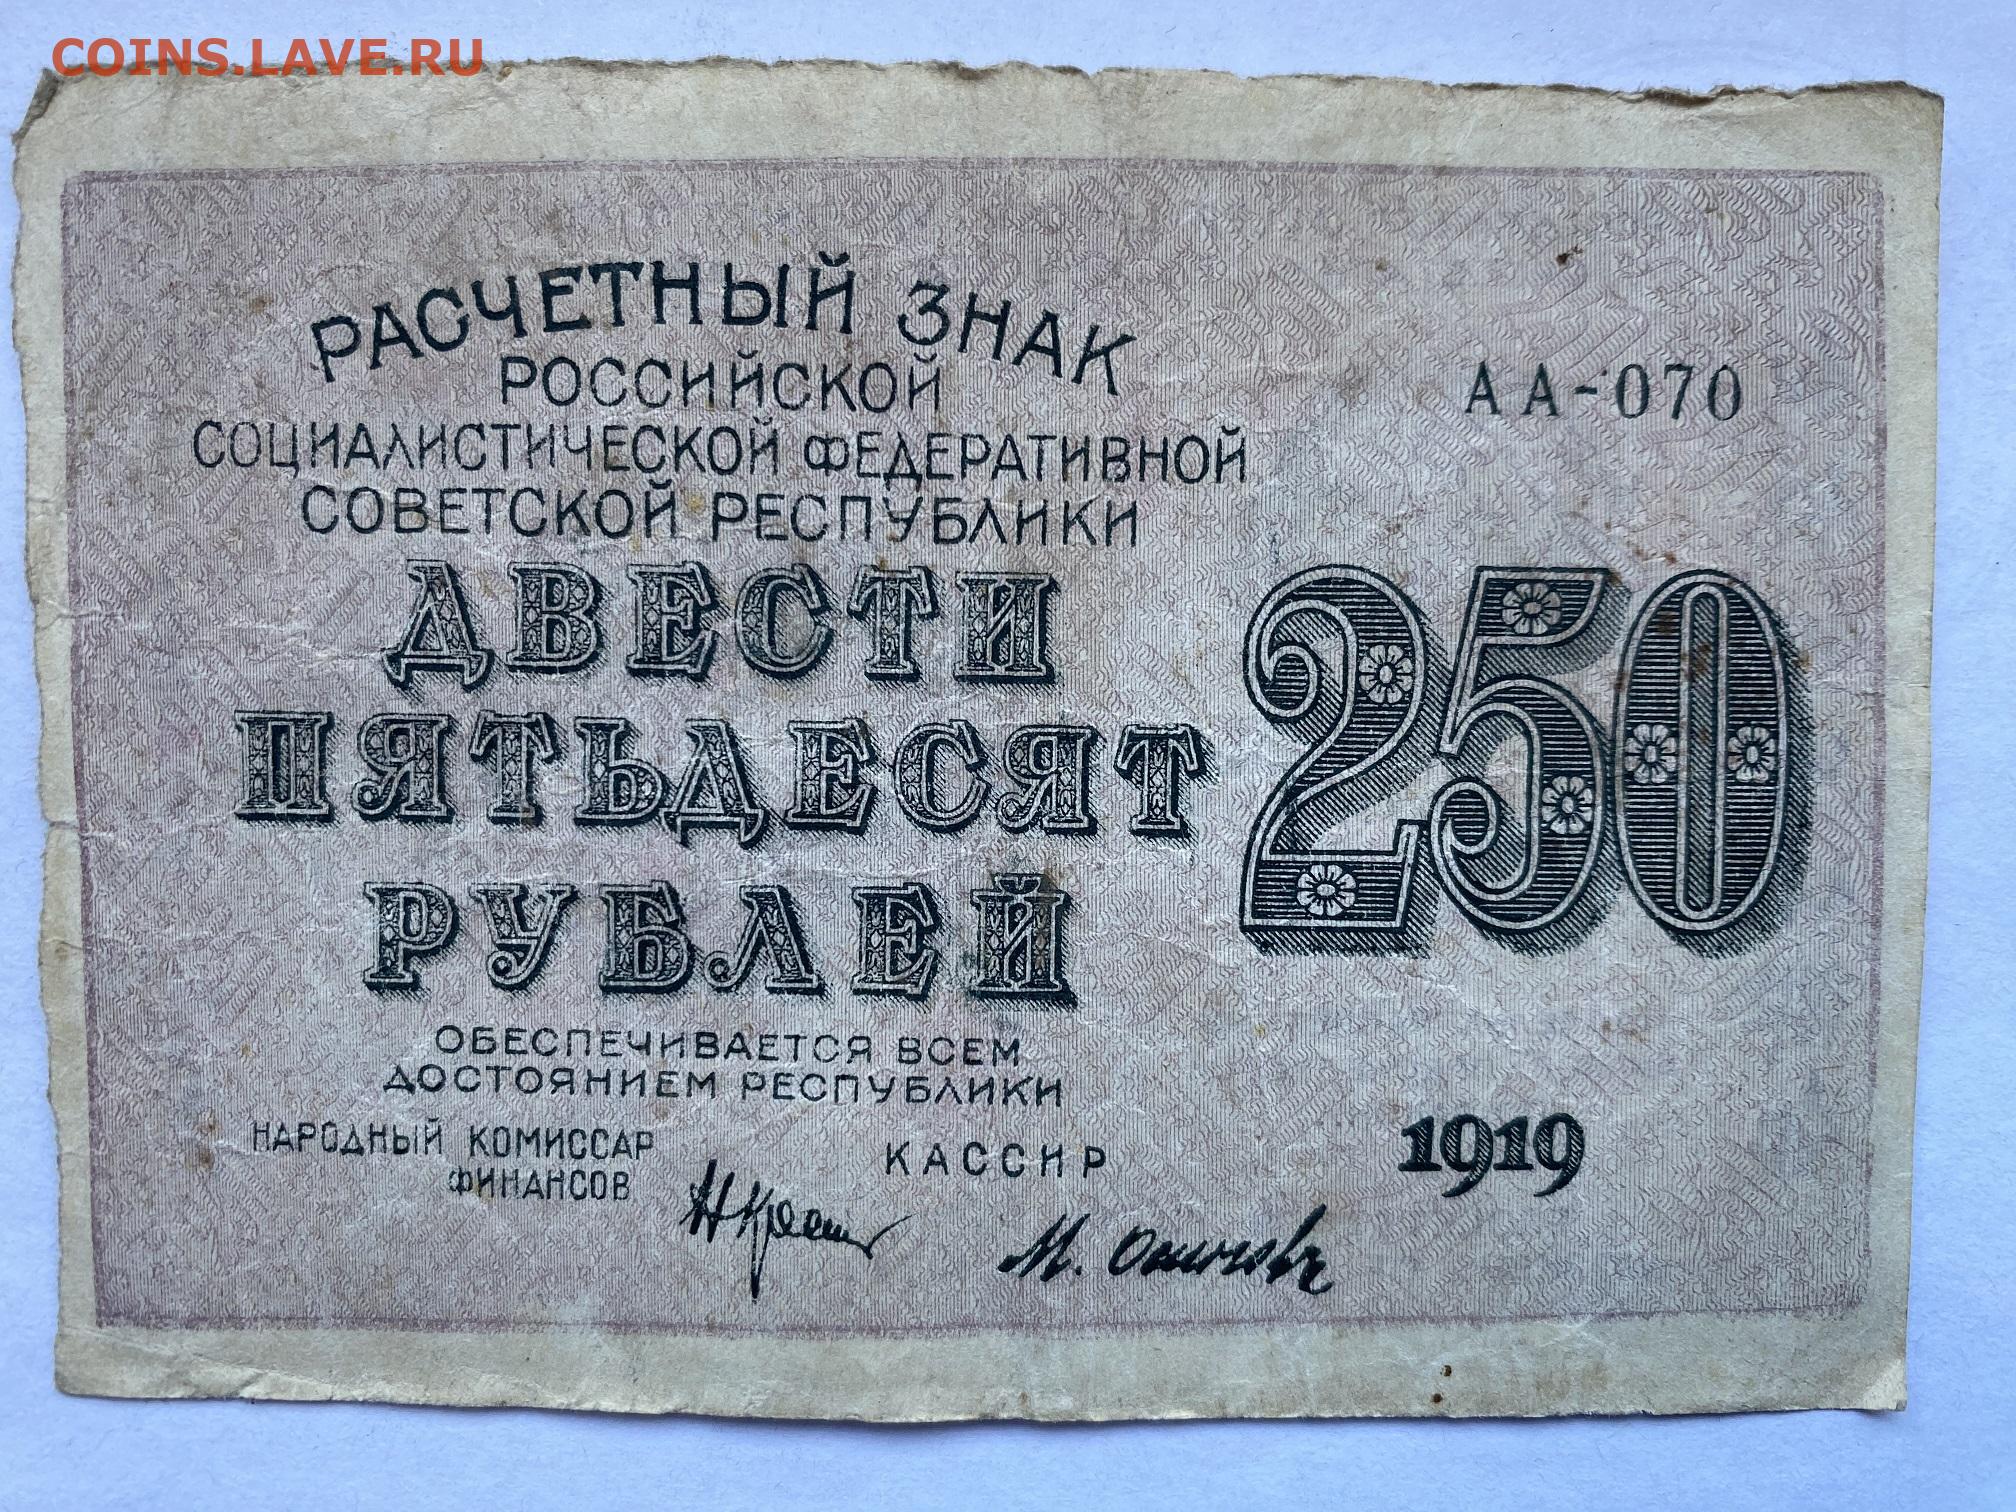 COINS.LAVE.RU
РАСЧЕТНЫЙ ЗНАК
РОССИЙСКОЙ
СОЦИАЛИСТИЧЕСКОЙ ФЕДЕРАТИВНОЙ
СОВЕТСКОЙ РЕСПУБЛИКИ
АА-070
ДВЕСТИ
ПЯТЬДЕСЯТ
РУБЛЕЙ
250
ОБЕСПЕЧИВАЕТСЯ ВСЕМ
ДОСТОЯНИЕМ РЕСПУБЛИКИ
НАРОДНЫЙ КОМИССАР
ФИНАНСОВ
КАССИР
1919